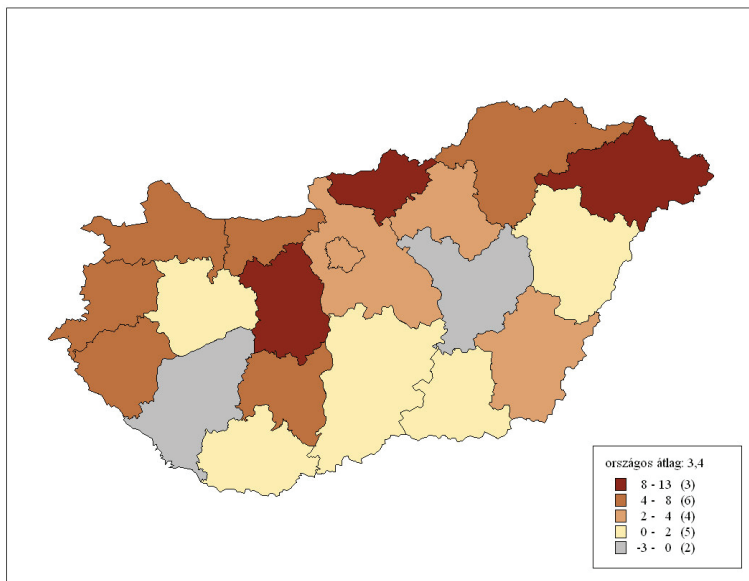 országos átlag: 3,4
8 - 13 (3)
4 - 8 (6)
2 - 4 (4)
0 - 2 (5)
-3 - 0 (2)